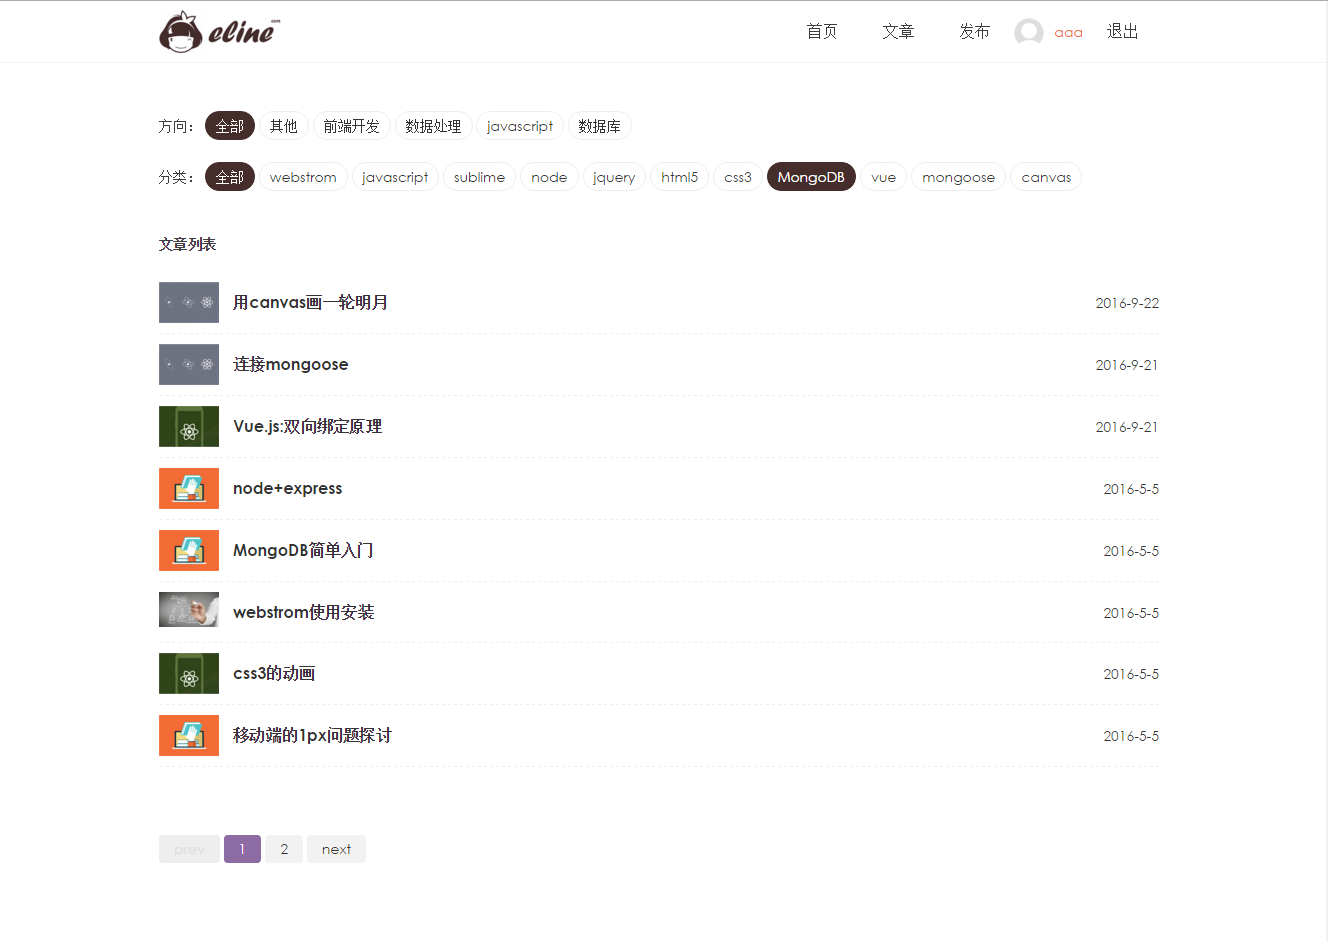 eline.com 首页 文章 发布 aaa 退出
方向： 全部 其他 前端开发 数据处理 javascript 数据库
分类： 全部 webstrom javascript sublime node jquery html5 css3 MongoDB vue mongoose canvas
文章列表
用canvas画一轮明月 2016-9-22
连接mongoose 2016-9-21
Vue.js:双向绑定原理 2016-9-21
node+express 2016-5-5
MongoDB简单入门 2016-5-5
webstrom使用安装 2016-5-5
css3的动画 2016-5-5
移动端的1px问题探讨 2016-5-5
prev 1 2 next